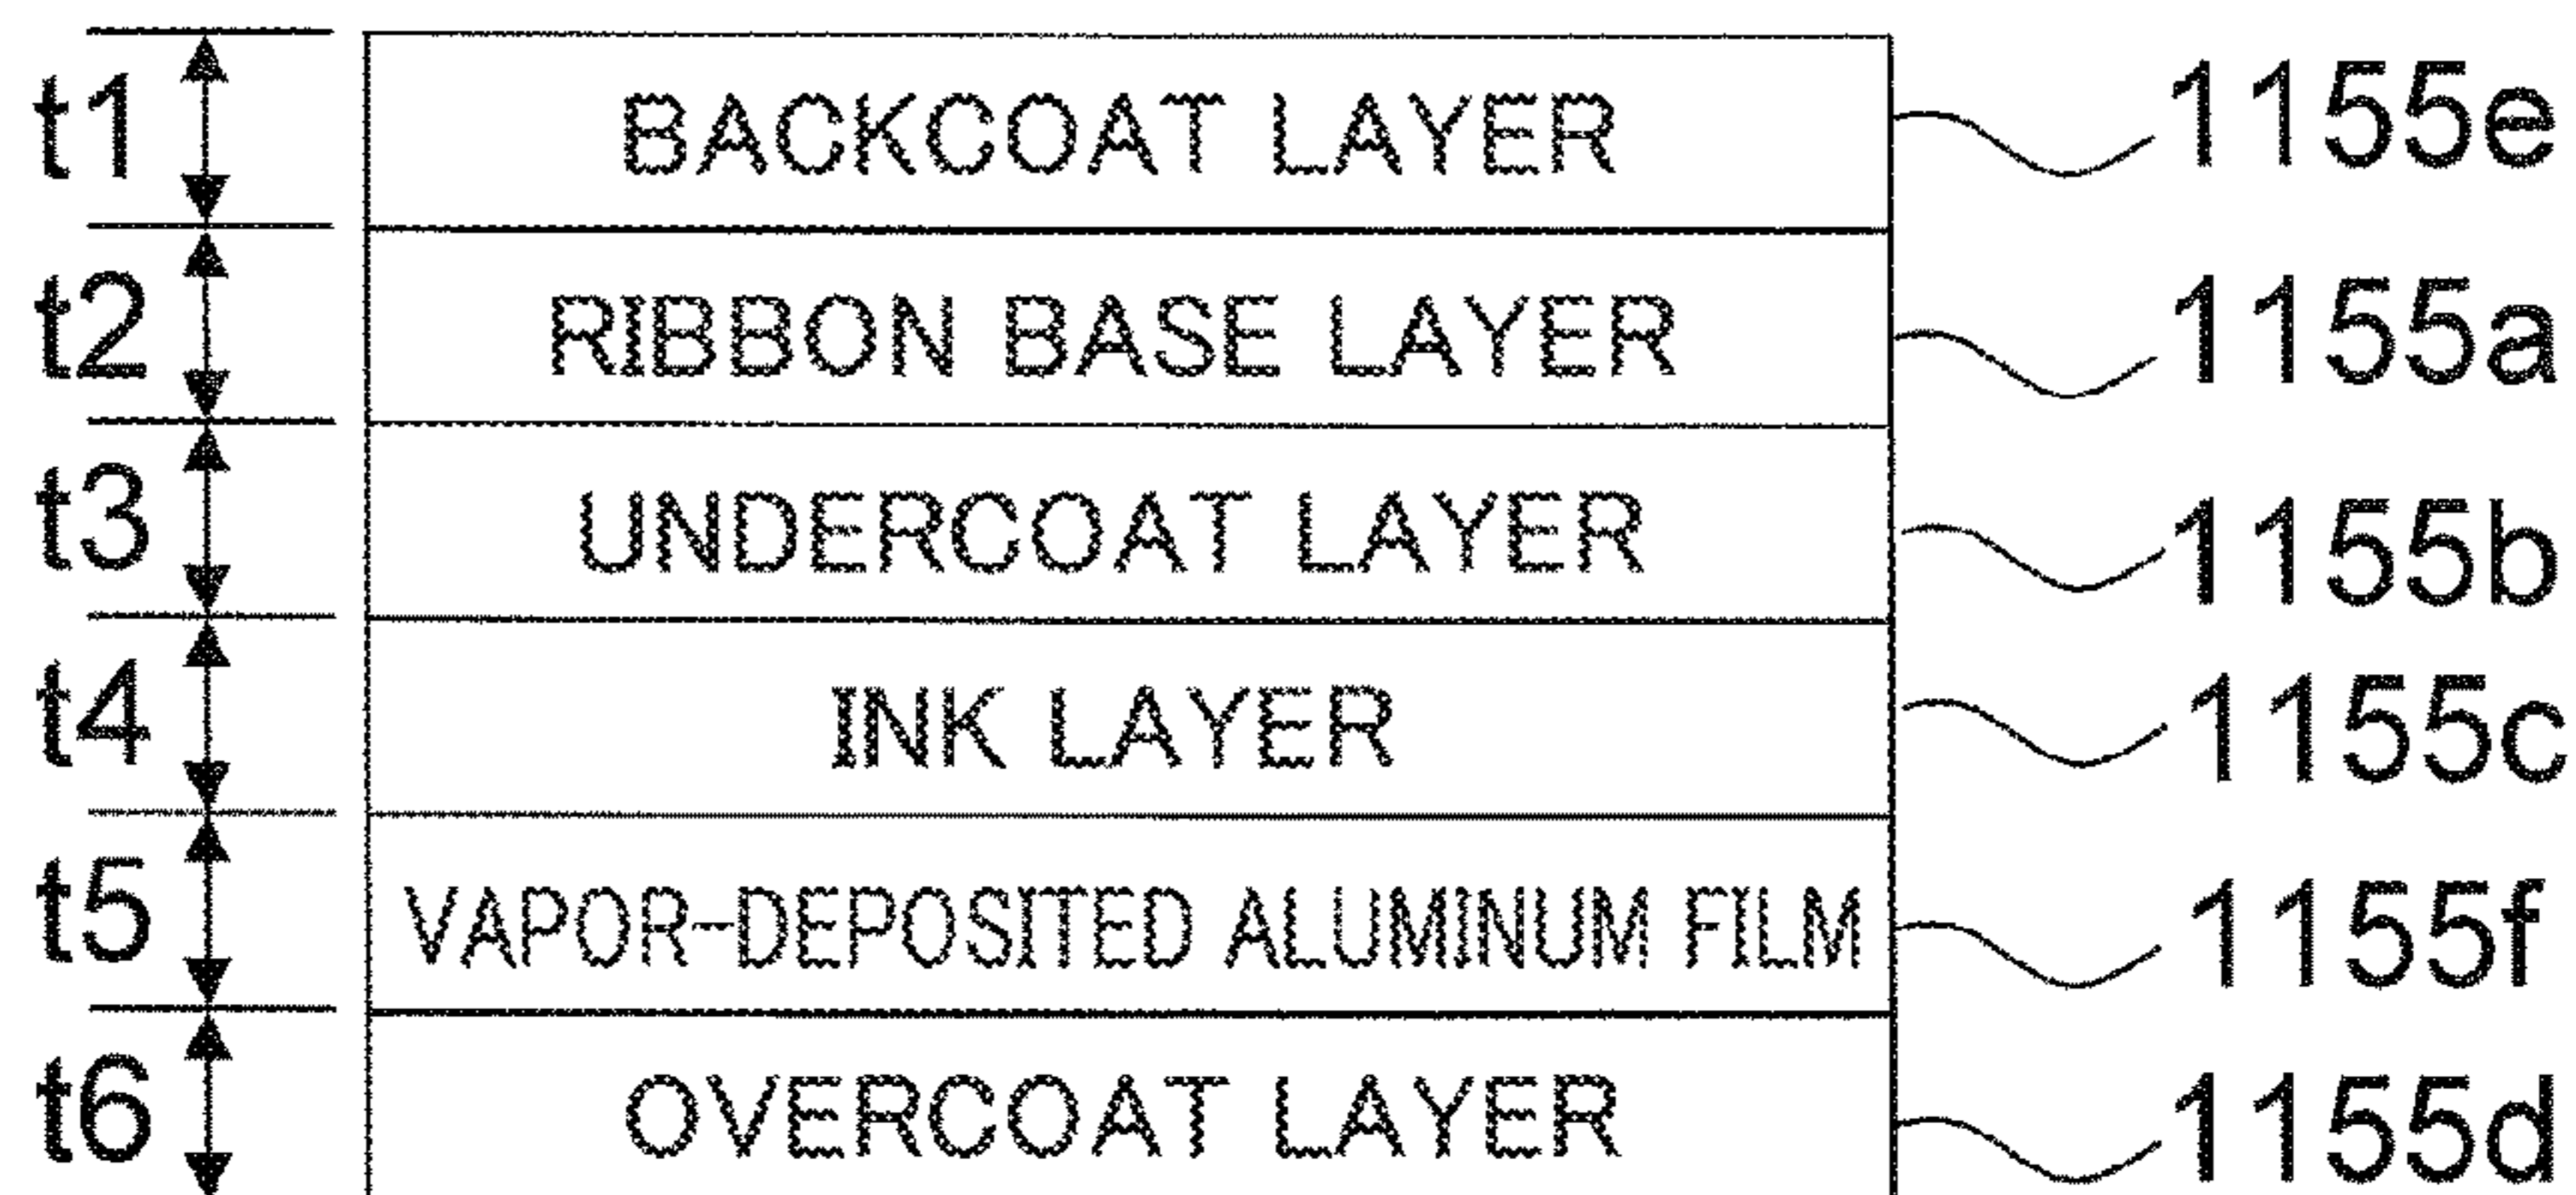 t1 BACKCOAT LAYER 1155e
t2 RIBBON BASE LAYER 1155a
t3 UNDERCOAT LAYER 1155b
t4 INK LAYER 1155c
t5 VAPOR-DEPOSITED ALUMINUM FILM 1155f
t6 OVERCOAT LAYER 1155d